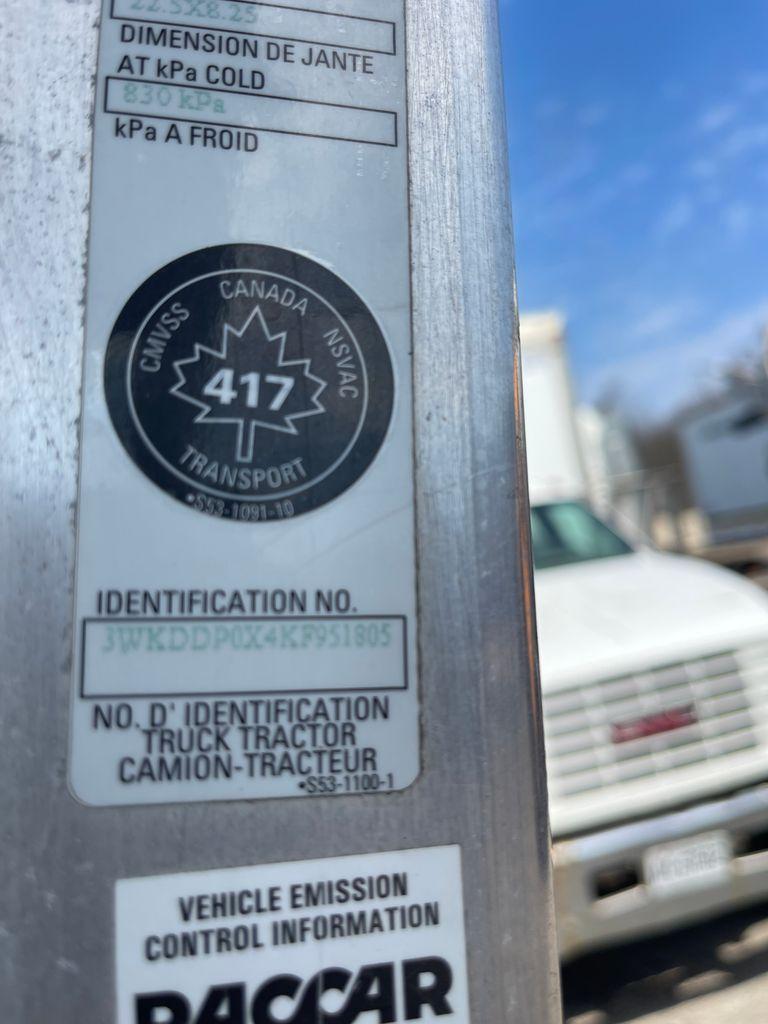 22.5X8.25
DIMENSION DE JANTE
AT kPa COLD
830 kPa
kPa A FROID
CANADA
CMVSS
NSVAC
417
TRANSPORT
•S53-1091-10
IDENTIFICATION NO.
3WKDDP0X4KF951805
NO. D' IDENTIFICATION
TRUCK TRACTOR
CAMION-TRACTEUR
•S53-1100-1
VEHICLE EMISSION
CONTROL INFORMATION
PACCAR